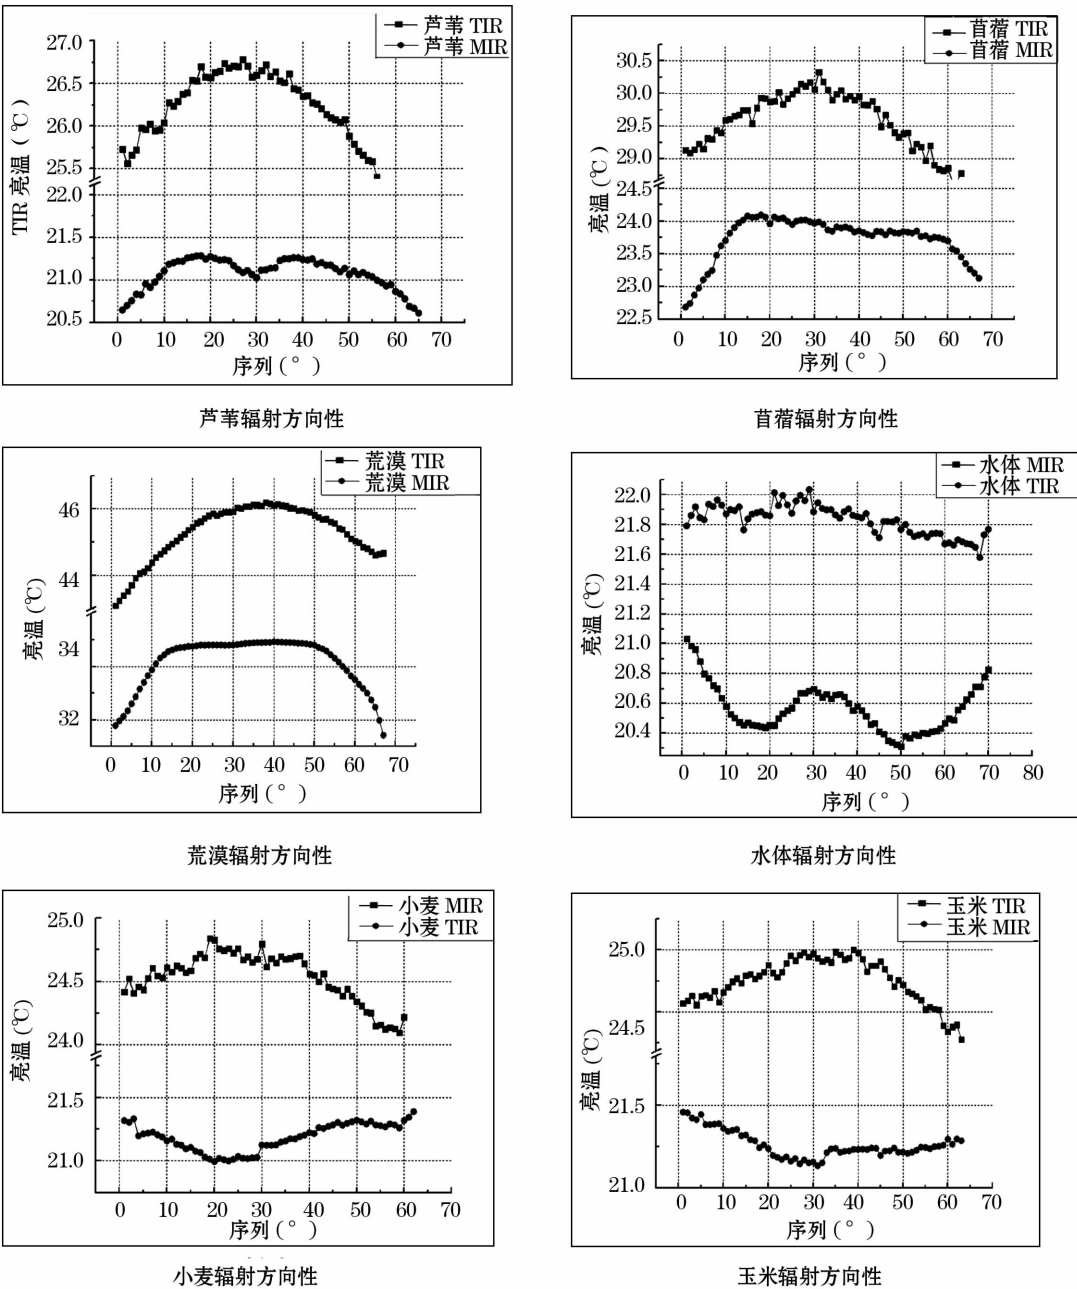 芦苇 TIR
芦苇 MIR
27.0
26.5
26.0
25.5
22.0
21.5
21.0
20.5
TIR 亮温（℃）
0 10 20 30 40 50 60 70
序列（°）
芦苇辐射方向性
苜蓿 TIR
苜蓿 MIR
30.5
30.0
29.5
29.0
24.5
24.0
23.5
23.0
22.5
亮温（℃）
0 10 20 30 40 50 60 70
序列（°）
苜蓿辐射方向性
荒漠 TIR
荒漠 MIR
46
44
34
32
亮温（℃）
0 10 20 30 40 50 60 70
序列（°）
荒漠辐射方向性
水体 MIR
水体 TIR
22.0
21.8
21.6
21.4
21.2
21.0
20.8
20.6
20.4
亮温（℃）
0 10 20 30 40 50 60 70 80
序列（°）
水体辐射方向性
小麦 MIR
小麦 TIR
25.0
24.5
24.0
21.5
21.0
亮温（℃）
0 10 20 30 40 50 60 70
序列（°）
小麦辐射方向性
玉米 TIR
玉米 MIR
25.0
24.5
21.5
21.0
亮温（℃）
0 10 20 30 40 50 60 70
序列（°）
玉米辐射方向性